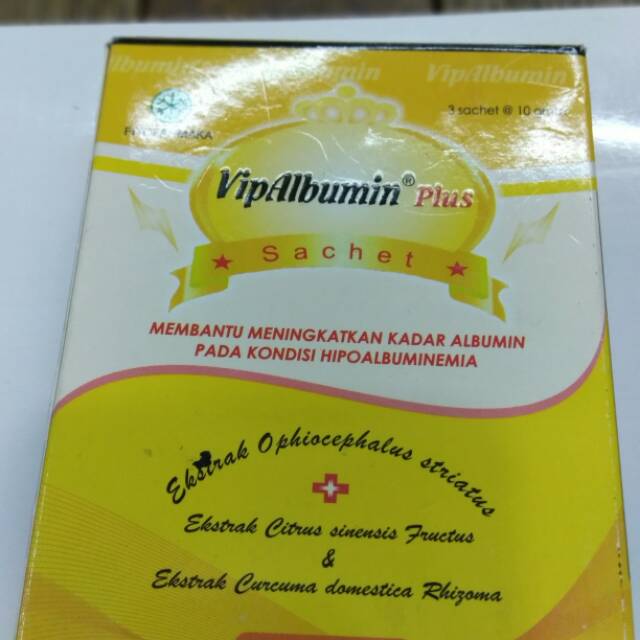 VipAlbumin
3 sachet @ 10
VipAlbumin® Plus
Sachet
MEMBANTU MENINGKATKAN KADAR ALBUMIN
PADA KONDISI HIPOALBUMINEMIA
Ekstrak Ophiocephalus striatus
Ekstrak Citrus sinensis Fructus
&
Ekstrak Curcuma domestica Rhizoma